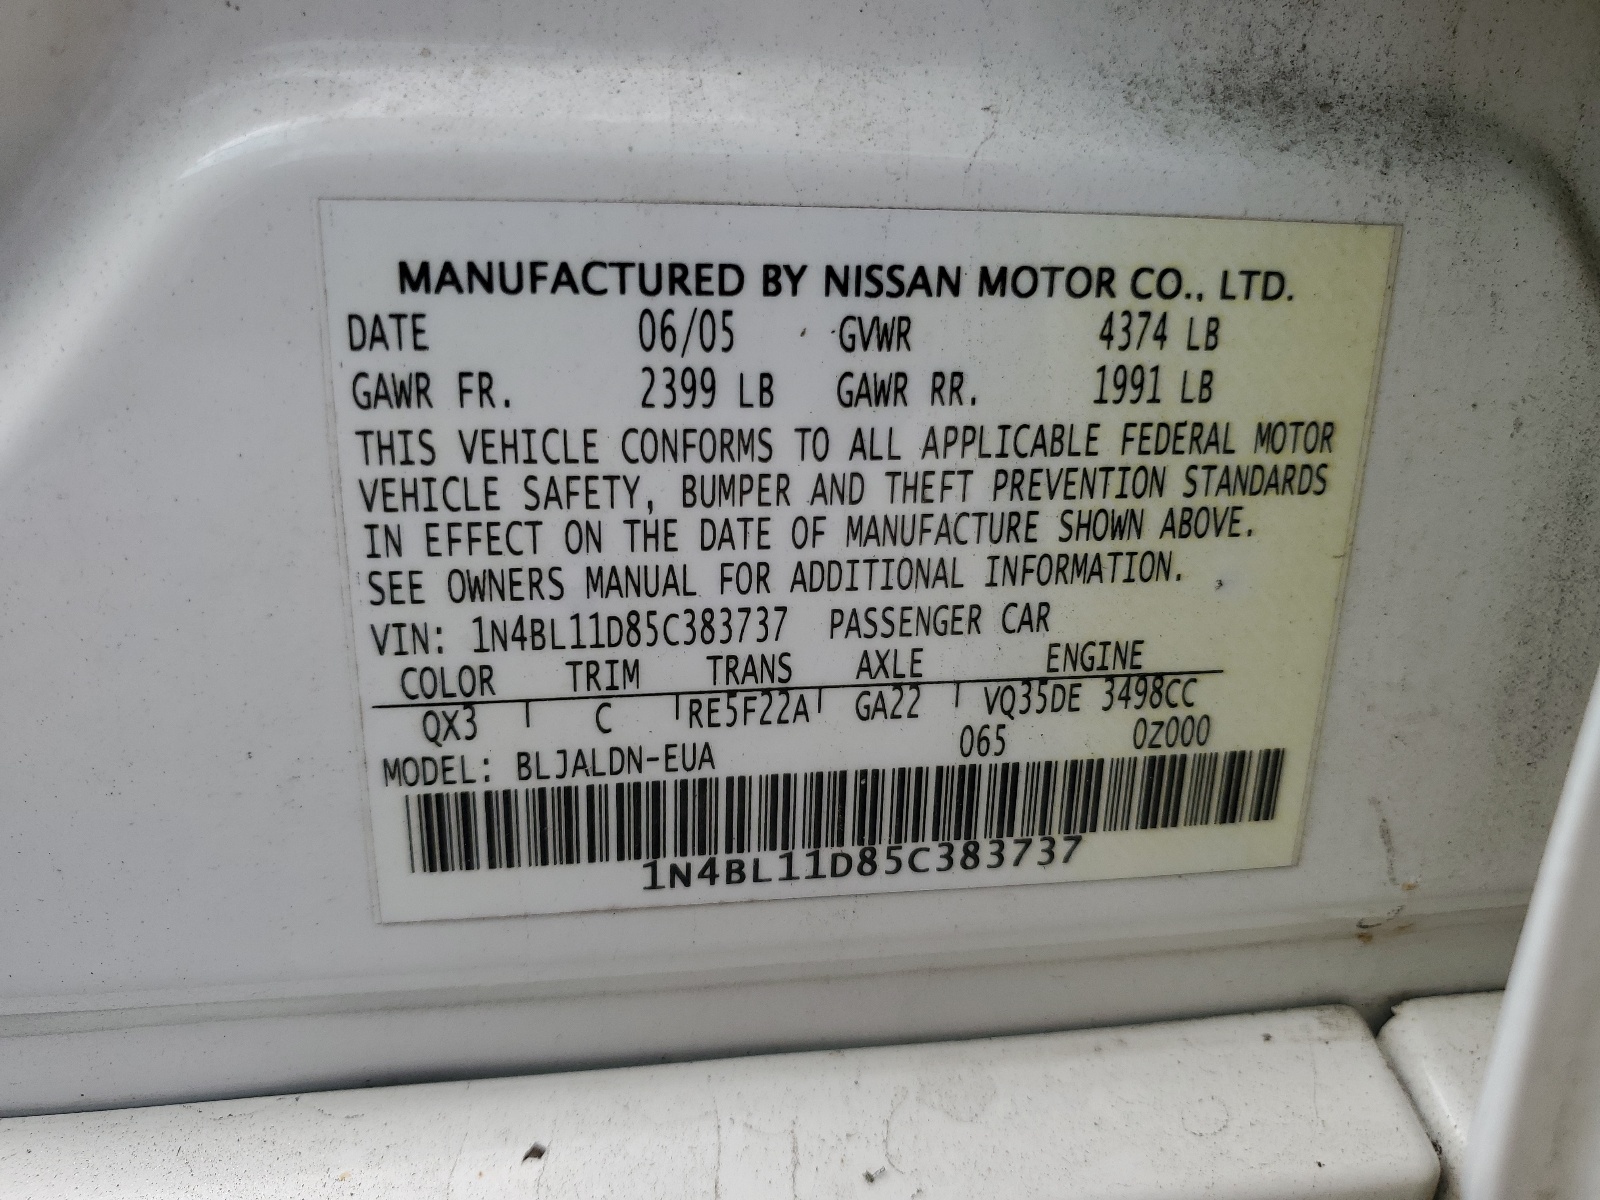 MANUFACTURED BY NISSAN MOTOR CO., LTD.
DATE 06/05 GVWR 4374 LB
GAWR FR. 2399 LB GAWR RR. 1991 LB
THIS VEHICLE CONFORMS TO ALL APPLICABLE FEDERAL MOTOR
VEHICLE SAFETY, BUMPER AND THEFT PREVENTION STANDARDS
IN EFFECT ON THE DATE OF MANUFACTURE SHOWN ABOVE.
SEE OWNERS MANUAL FOR ADDITIONAL INFORMATION.
VIN: 1N4BL11D85C383737 PASSENGER CAR
COLOR TRIM TRANS AXLE ENGINE
QX3 C RE5F22A GA22 VQ35DE 3498CC
065 0Z000
MODEL: BLJALDN-EUA
1N4BL11D85C383737